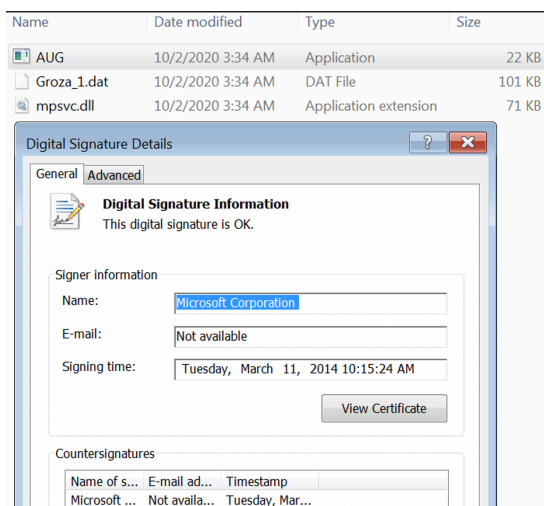 Name Date modified Type Size
AUG 10/2/2020 3:34 AM Application 22 KB
Groza_1.dat 10/2/2020 3:34 AM DAT File 101 KB
mpsvc.dll 10/2/2020 3:34 AM Application extension 71 KB
Digital Signature Details
General Advanced
Digital Signature Information
This digital signature is OK.
Signer information
Name: Microsoft Corporation
E-mail: Not available
Signing time: Tuesday, March 11, 2014 10:15:24 AM
View Certificate
Countersignatures
Name of s... E-mail ad... Timestamp
Microsoft ... Not availa... Tuesday, Mar...